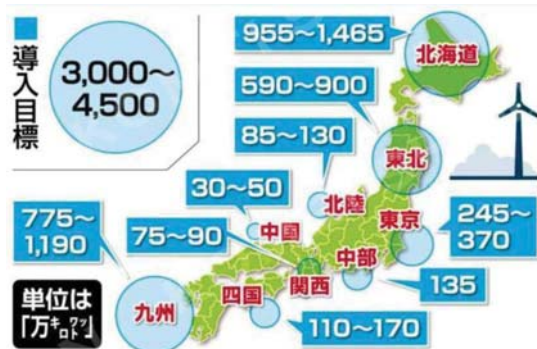 ■導入目標
3,000～
4,500
955～1,465
北海道
590～900
東北
85～130
北陸
30～50
中国
東京
245～
370
775～
1,190
75～90
中部
135
関西
四国
九州
110～170
単位は
「万キロワット」